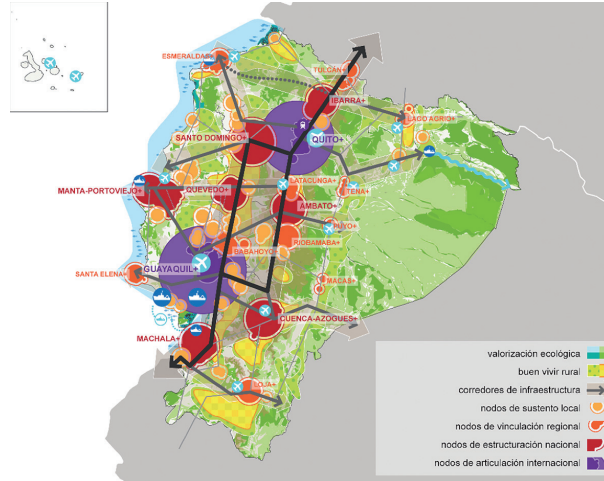 ESMERALDAS+
TULCÁN+
IBARRA+
LAGO AGRIO+
SANTO DOMINGO+
QUITO+
LATACUNGA+
MANTA-PORTOVIEJO+
QUEVEDO+
TENA+
AMBATO+
PUYO+
RIOBAMABA+
BABAHOYO+
GUAYAQUIL+
SANTA ELENA+
MACAS+
CUENCA-AZOGUES+
MACHALA+
LOJA+
valorización ecológica
buen vivir rural
corredores de infraestructura
nodos de sustento local
nodos de vinculación regional
nodos de estructuración nacional
nodos de articulación internacional